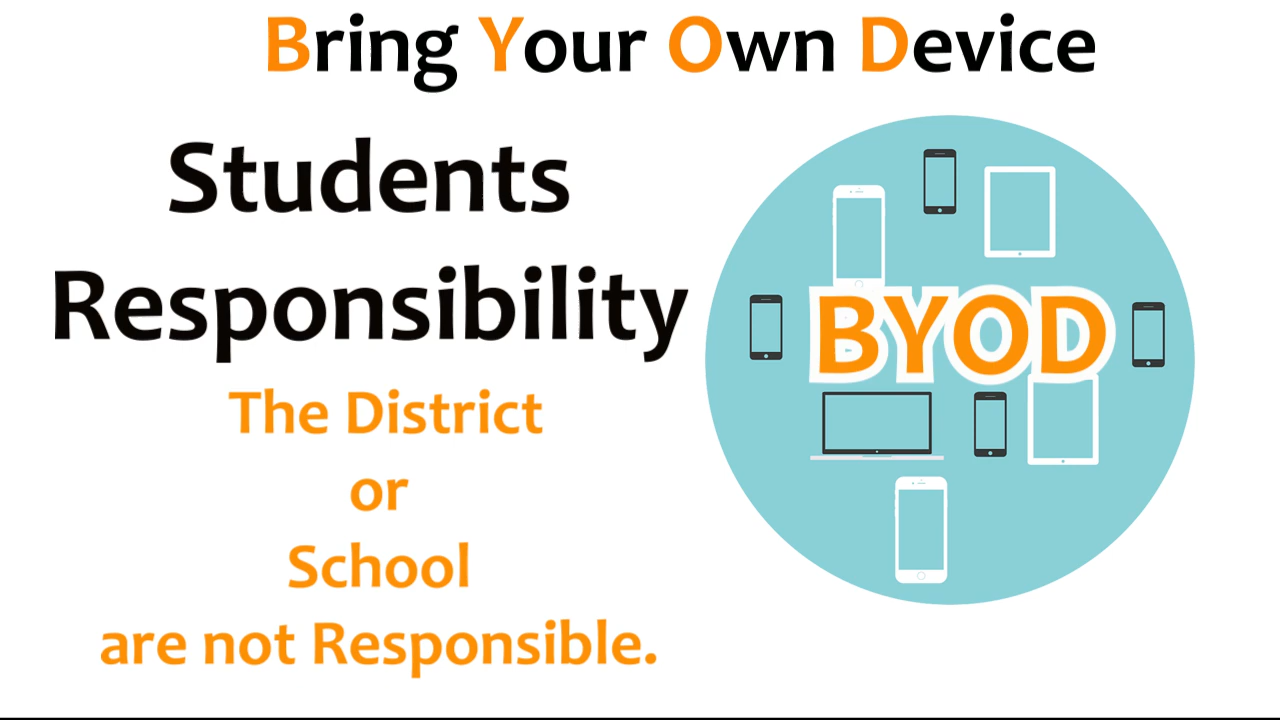 Bring Your Own Device
Students
Responsibility
The District
or
School
are not Responsible.
BYOD